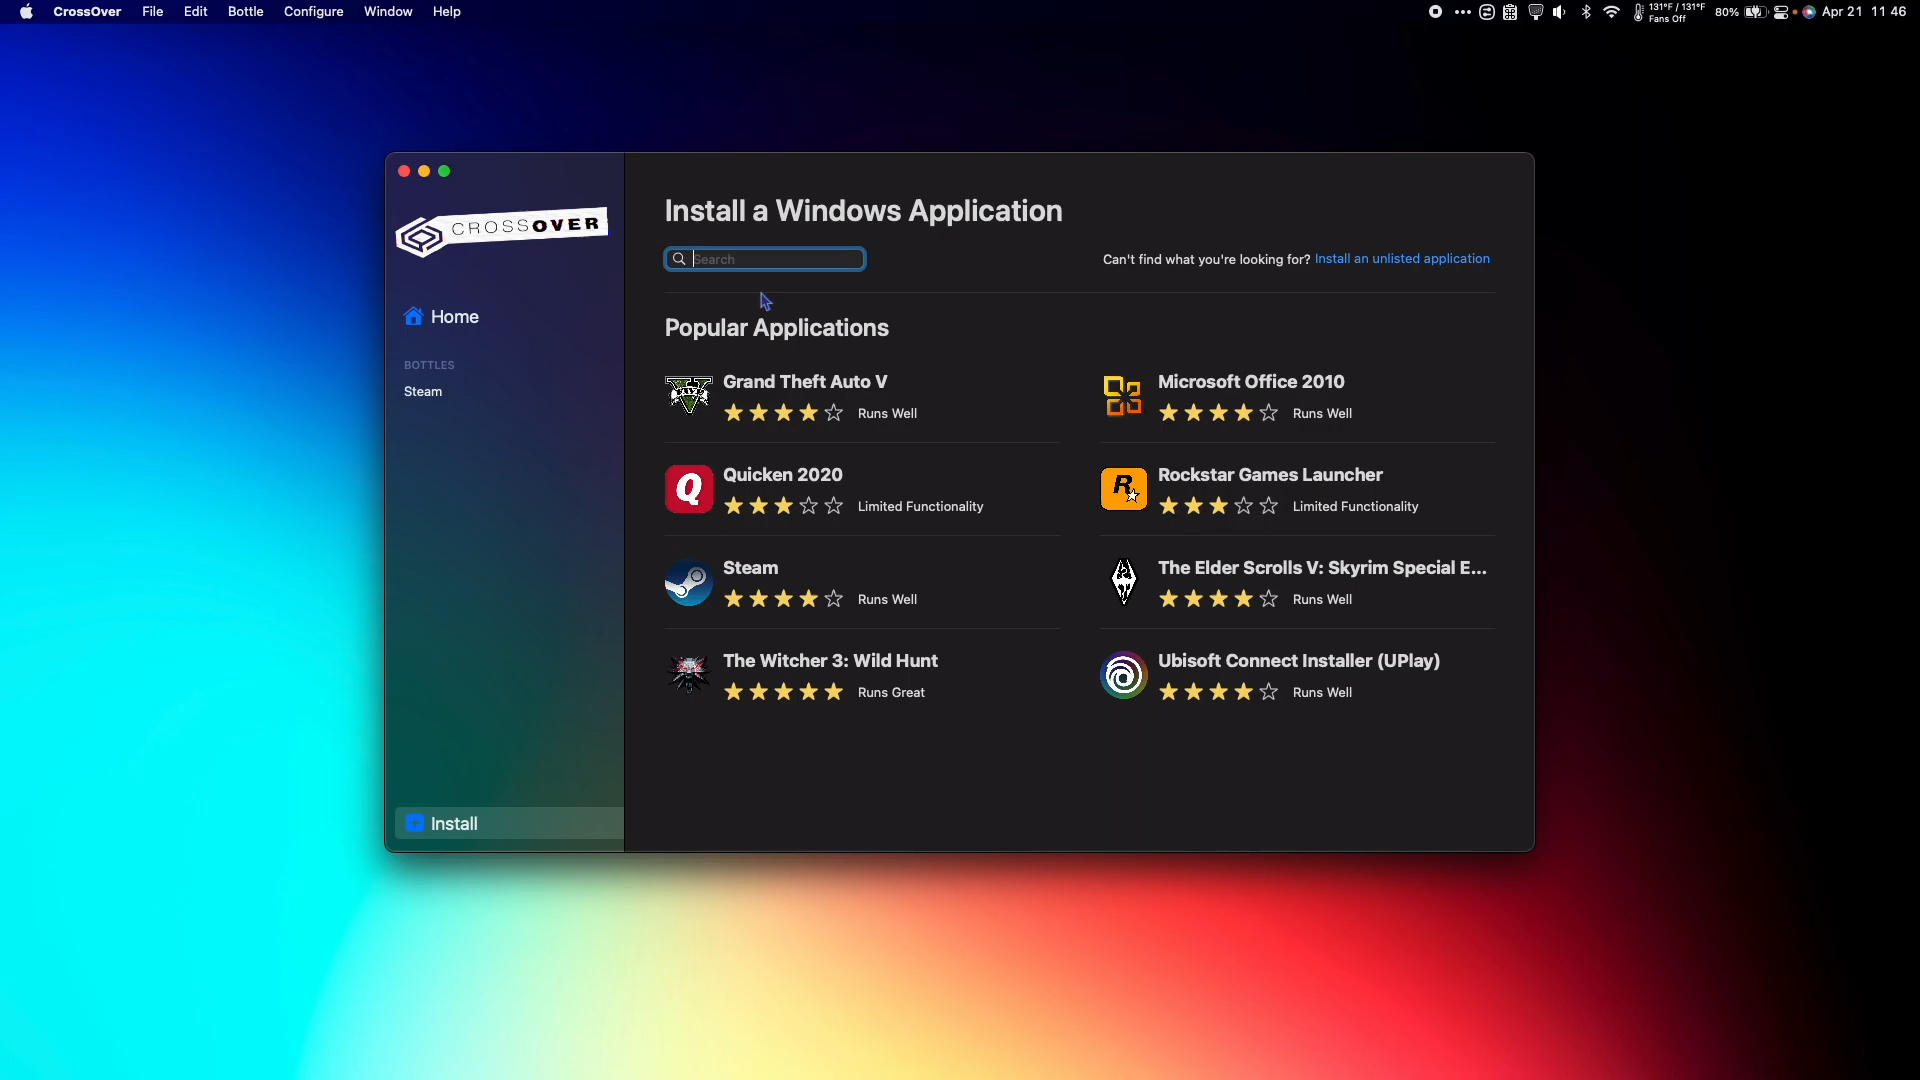 CrossOver File Edit Bottle Configure Window Help
131°F / 131°F
Fans Off
80%
Apr 21 11 46
CROSSOVER
Install a Windows Application
Search
Can't find what you're looking for? Install an unlisted application
Home
BOTTLES
Steam
Popular Applications
Grand Theft Auto V
Runs Well
Microsoft Office 2010
Runs Well
Quicken 2020
Limited Functionality
Rockstar Games Launcher
Limited Functionality
Steam
Runs Well
The Elder Scrolls V: Skyrim Special E...
Runs Well
The Witcher 3: Wild Hunt
Runs Great
Ubisoft Connect Installer (UPlay)
Runs Well
Install